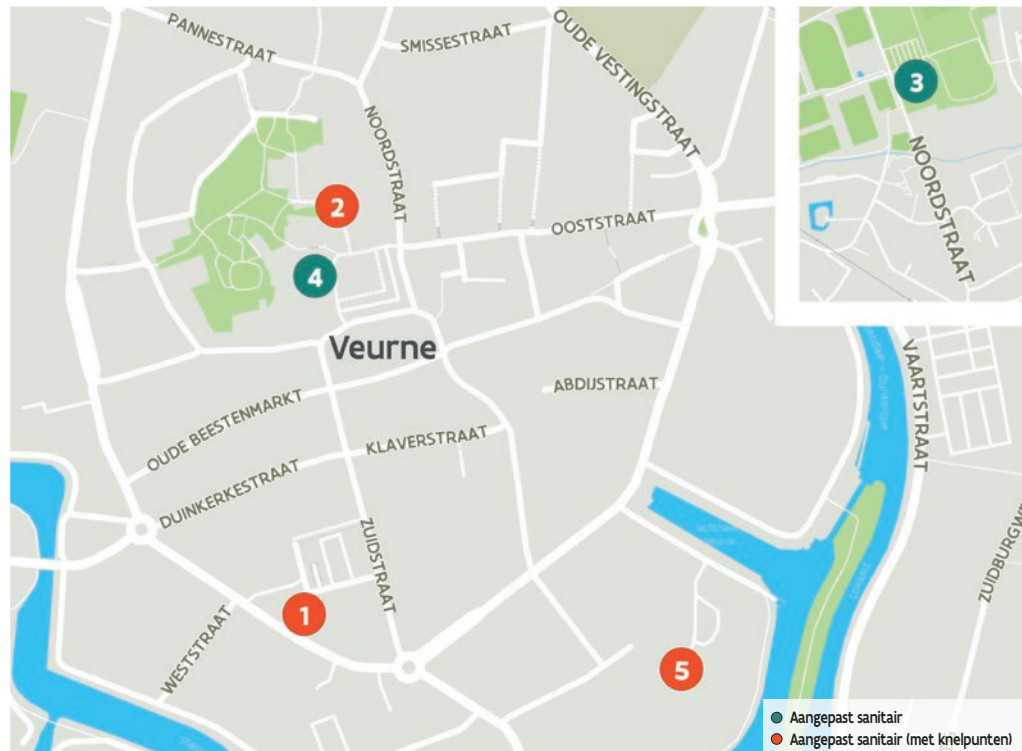 PANNESTRAAT
SMISSESTRAAT
OUDE VESTINGSTRAAT
3
NOORDSTRAAT
NOORDSTRAAT
2
OOSTSTRAAT
4
Veurne
VAARTSTRAAT
ABDIJSTRAAT
OUDE BEESTENMARKT
KLAVERSTRAAT
DUINKERKESTRAAT
ZUIDSTRAAT
1
WESTSTRAAT
5
Aangepast sanitair
Aangepast sanitair (met knelpunten)